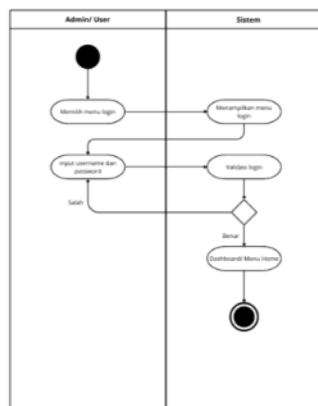 Admin/ User
Sistem
Memilih menu login
Menampilkan menu
login
Input username dan
password
Validasi login
Salah
Benar
Dashboard/ Menu Home